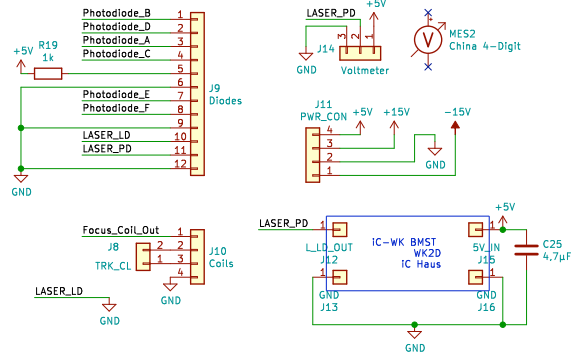 Photodiode_B 1
Photodiode_D 2
Photodiode_A 3
Photodiode_C 4
+5V R19
1k 5
6
Photodiode_E 7
Photodiode_F 8
9
LASER_LD 10
LASER_PD 11
12
GND
J9
Diodes
LASER_PD +5V
3 2 1
J14
GND
Voltmeter
+
V
MES2
China 4-Digit
J11
PWR_CON
+5V +15V -15V
4
3
2
1
GND
Focus_Coil_Out 1
J8 2 2
1 3
TRK_CL 4
GND
J10
Coils
LASER_LD
GND
LASER_PD 1
L_LD_OUT
J12
iC-WK BMST
WK2D
iC Haus
1 +5V
5V_IN
J15
C25
4,7µF
1
GND
J13
1
GND
J16
GND